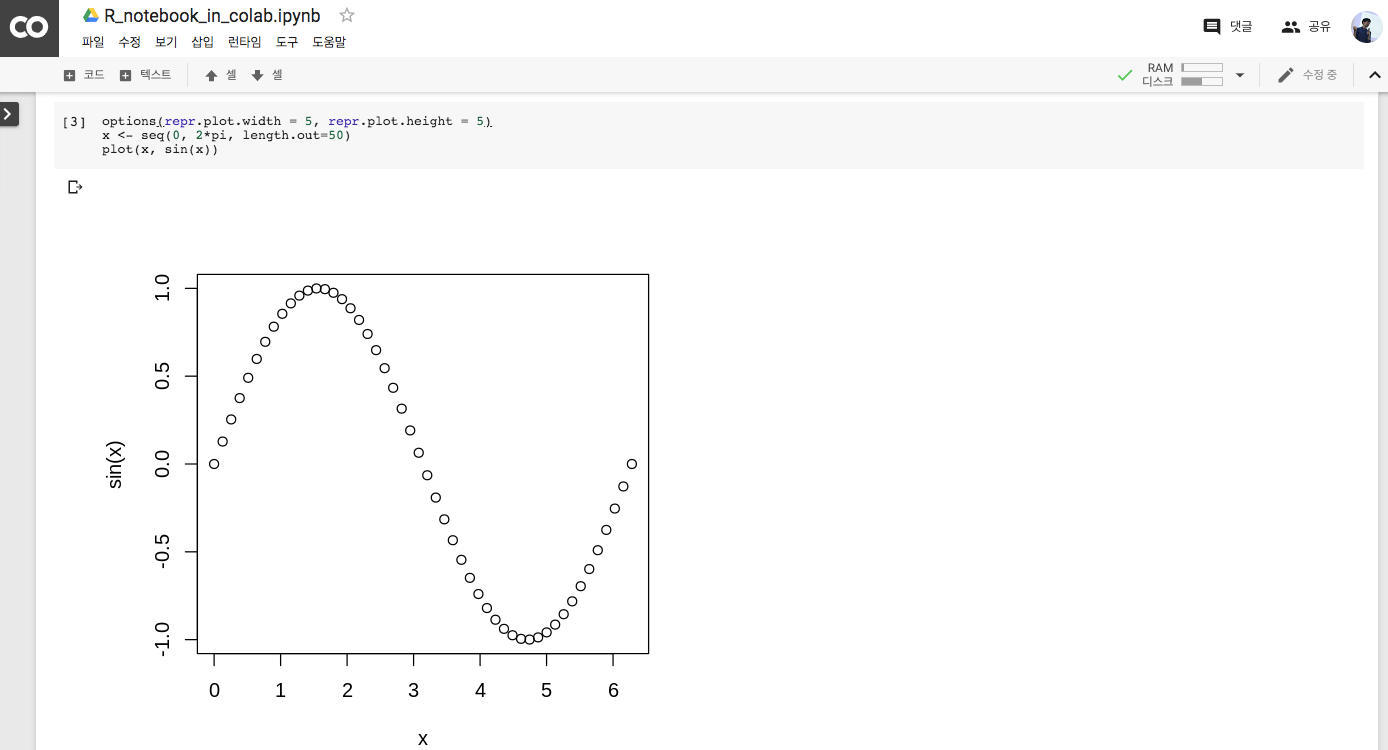 CO
R_notebook_in_colab.ipynb
댓글 공유
파일 수정 보기 삽입 런타임 도구 도움말
코드 텍스트 셀 셀
RAM
디스크
수정 중
[3] options(repr.plot.width = 5, repr.plot.height = 5)
x <- seq(0, 2*pi, length.out=50)
plot(x, sin(x))
1.0
0.5
0.0
-0.5
-1.0
sin(x)
0 1 2 3 4 5 6
x